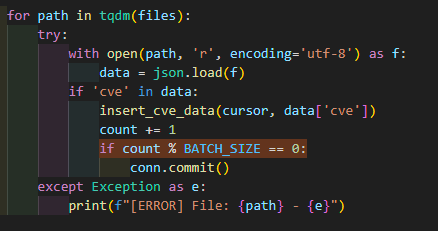 for path in tqdm(files):
    try:
        with open(path, 'r', encoding='utf-8') as f:
            data = json.load(f)
        if 'cve' in data:
            insert_cve_data(cursor, data['cve'])
            count += 1
            if count % BATCH_SIZE == 0:
                conn.commit()
    except Exception as e:
        print(f"[ERROR] File: {path} - {e}")